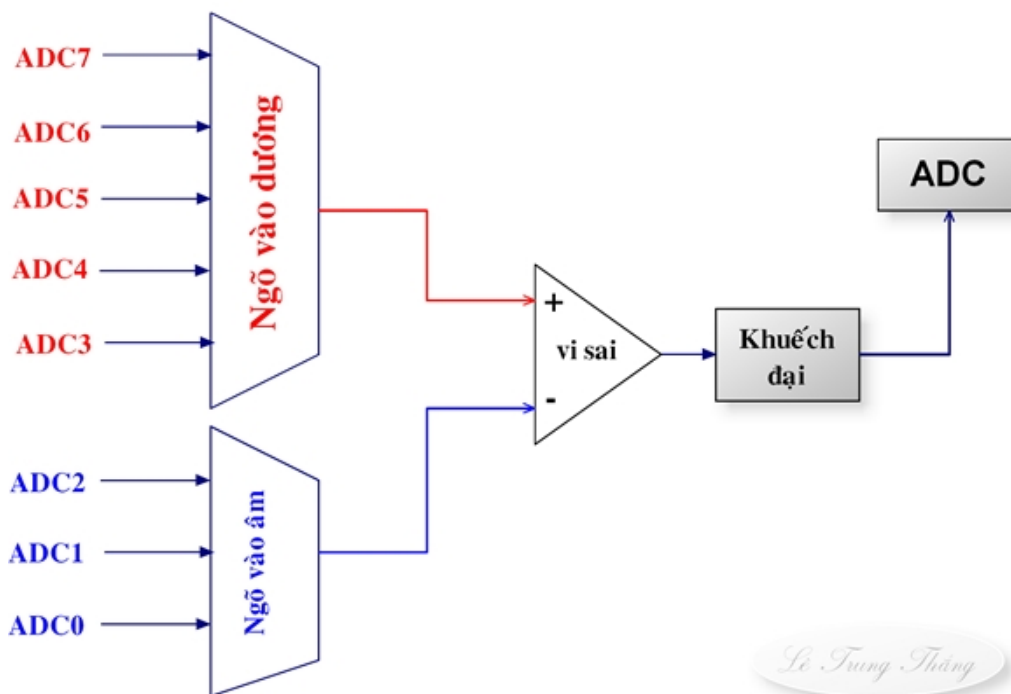 ADC7
ADC6
ADC5
ADC4
ADC3
Ngõ vào dương
ADC2
ADC1
ADC0
Ngõ vào âm
+
vi sai
-
Khuếch
đại
ADC
Lê Trung Thắng